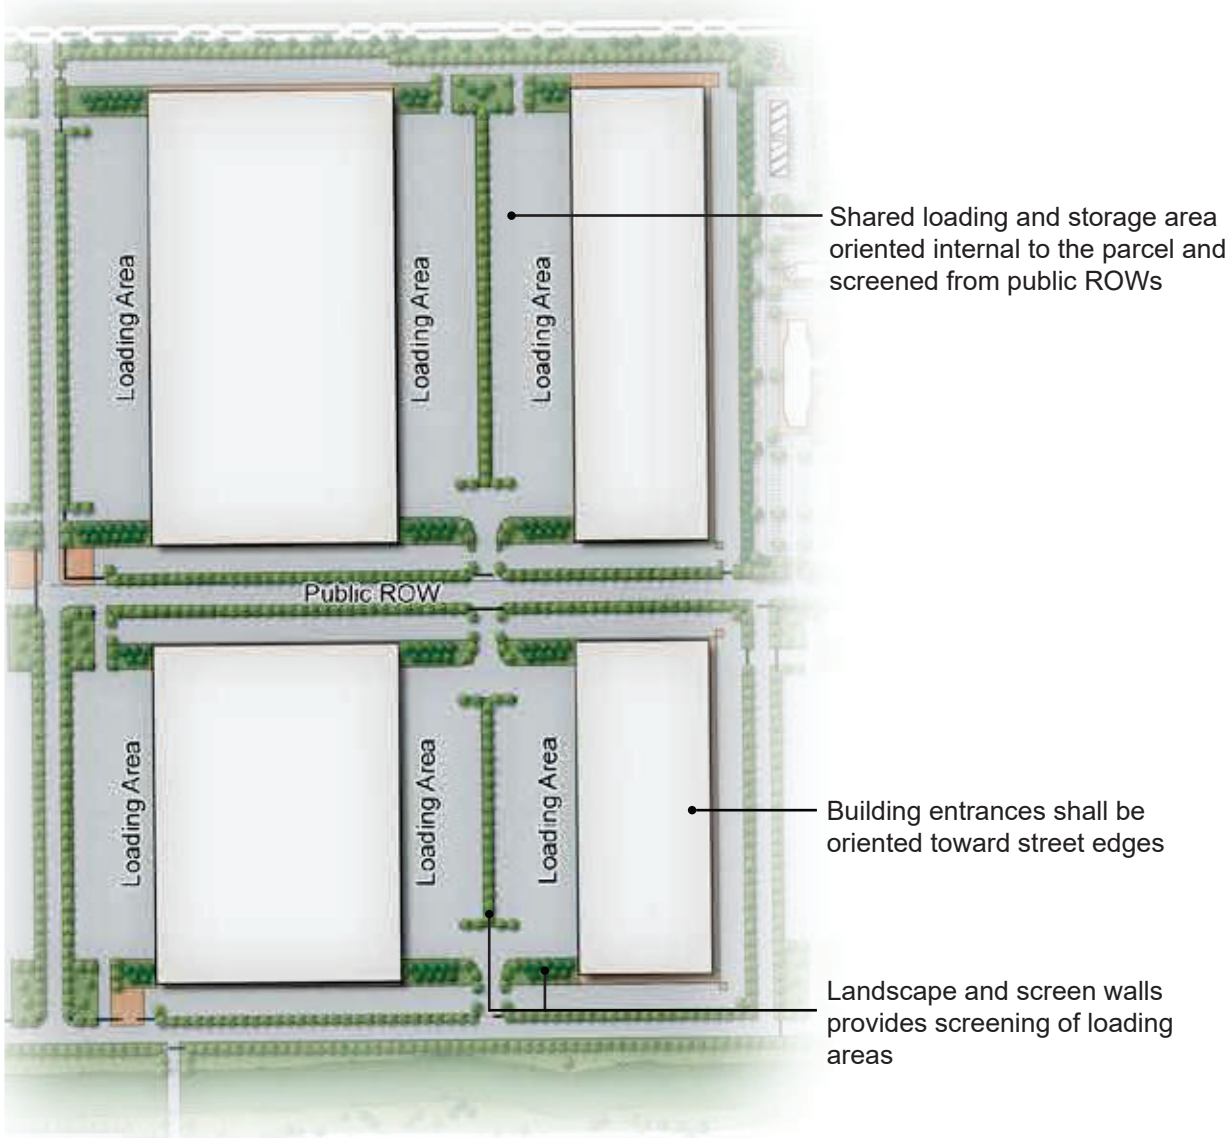 Shared loading and storage area
oriented internal to the parcel and
screened from public ROWs
Loading Area
Loading Area
Loading Area
Public ROW
Loading Area
Loading Area
Loading Area
Building entrances shall be
oriented toward street edges
Landscape and screen walls
provides screening of loading
areas